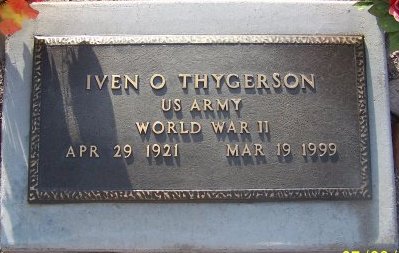 IVEN O THYGERSON
US ARMY
WORLD WAR II
APR 29 1921 MAR 19 1999